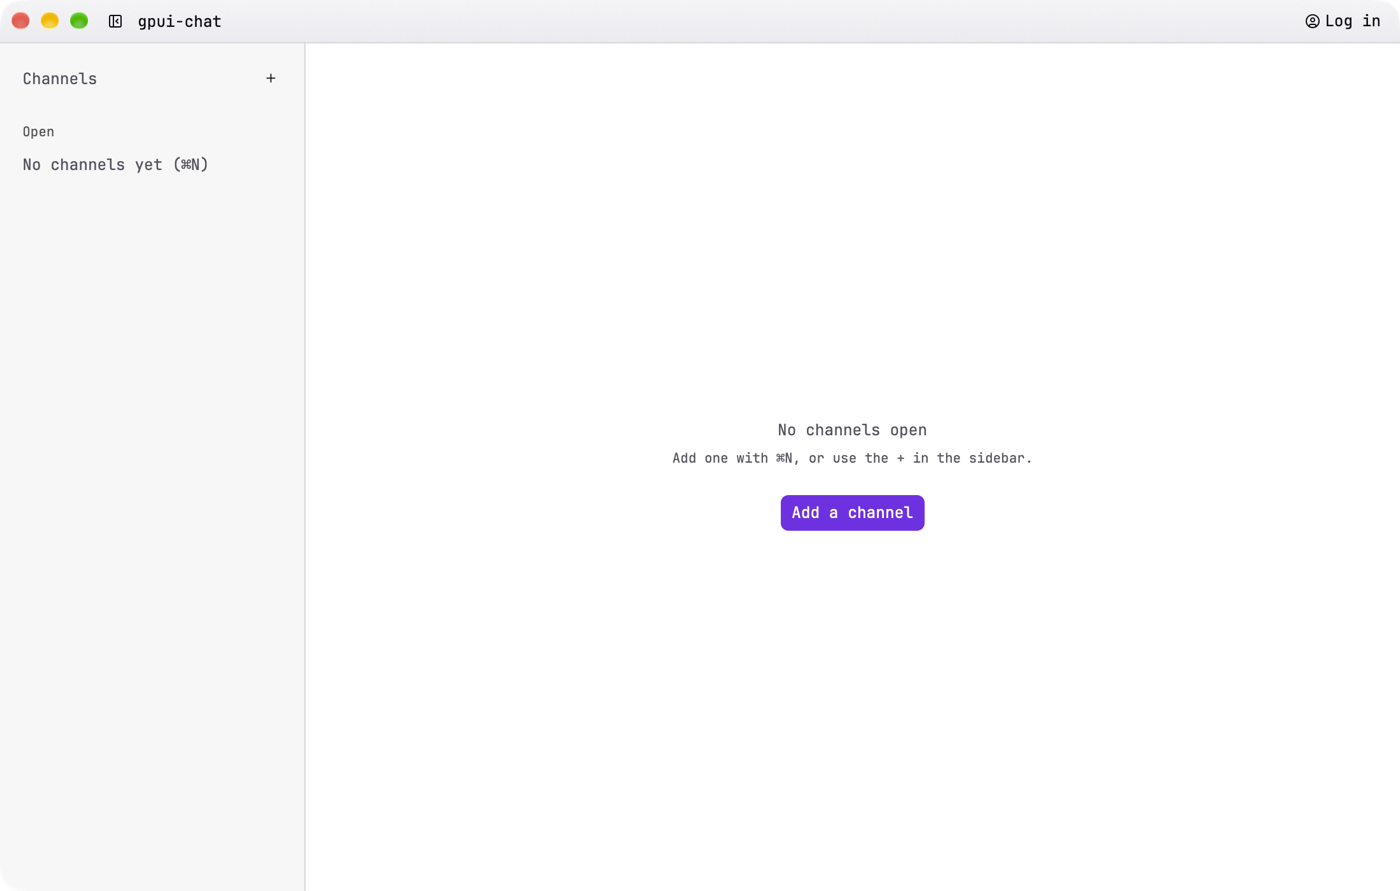 gpui-chat
Log in
Channels
+
Open
No channels yet (⌘N)
No channels open
Add one with ⌘N, or use the + in the sidebar.
Add a channel